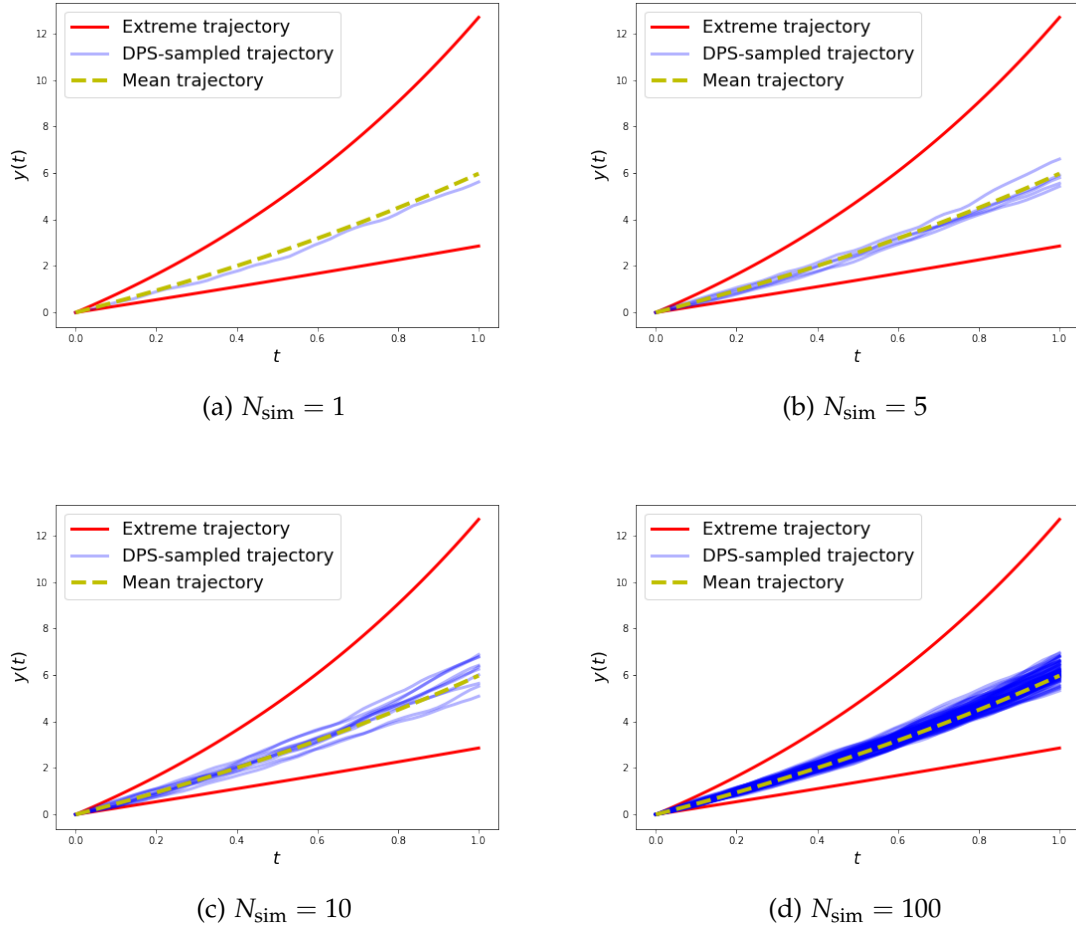 Extreme trajectory
DPS-sampled trajectory
Mean trajectory
12
10
8
6
4
2
0
y(t)
0.0 0.2 0.4 0.6 0.8 1.0
t
(a) N_sim = 1
Extreme trajectory
DPS-sampled trajectory
Mean trajectory
12
10
8
6
4
2
0
y(t)
0.0 0.2 0.4 0.6 0.8 1.0
t
(b) N_sim = 5
Extreme trajectory
DPS-sampled trajectory
Mean trajectory
12
10
8
6
4
2
0
y(t)
0.0 0.2 0.4 0.6 0.8 1.0
t
(c) N_sim = 10
Extreme trajectory
DPS-sampled trajectory
Mean trajectory
12
10
8
6
4
2
0
y(t)
0.0 0.2 0.4 0.6 0.8 1.0
t
(d) N_sim = 100